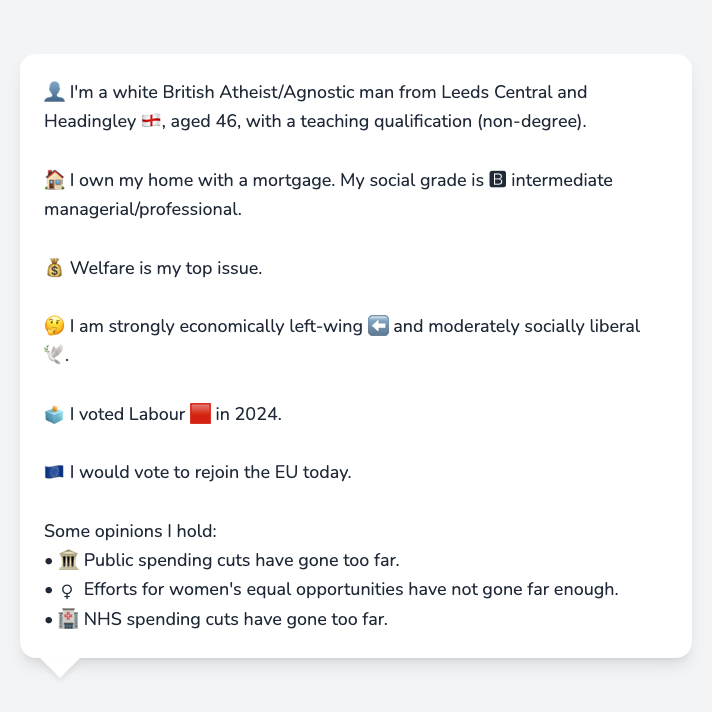 👤 I'm a white British Atheist/Agnostic man from Leeds Central and
Headingley 🏴󠁧󠁢󠁥󠁮󠁧󠁿, aged 46, with a teaching qualification (non-degree).
🏠 I own my home with a mortgage. My social grade is 🅱 intermediate
managerial/professional.
💰 Welfare is my top issue.
🤔 I am strongly economically left-wing ⬅️ and moderately socially liberal
🕊️.
🗳️ I voted Labour 🟥 in 2024.
🇪🇺 I would vote to rejoin the EU today.
Some opinions I hold:
• 🏛️ Public spending cuts have gone too far.
• ♀ Efforts for women's equal opportunities have not gone far enough.
• 🏥 NHS spending cuts have gone too far.